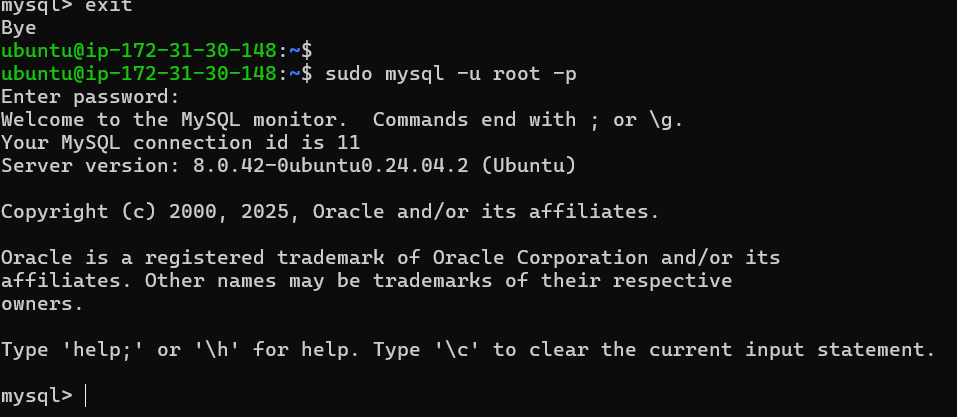 mysql> exit
Bye
ubuntu@ip-172-31-30-148:~$
ubuntu@ip-172-31-30-148:~$ sudo mysql -u root -p
Enter password:
Welcome to the MySQL monitor.  Commands end with ; or \g.
Your MySQL connection id is 11
Server version: 8.0.42-0ubuntu0.24.04.2 (Ubuntu)

Copyright (c) 2000, 2025, Oracle and/or its affiliates.

Oracle is a registered trademark of Oracle Corporation and/or its
affiliates. Other names may be trademarks of their respective
owners.

Type 'help;' or '\h' for help. Type '\c' to clear the current input statement.

mysql>